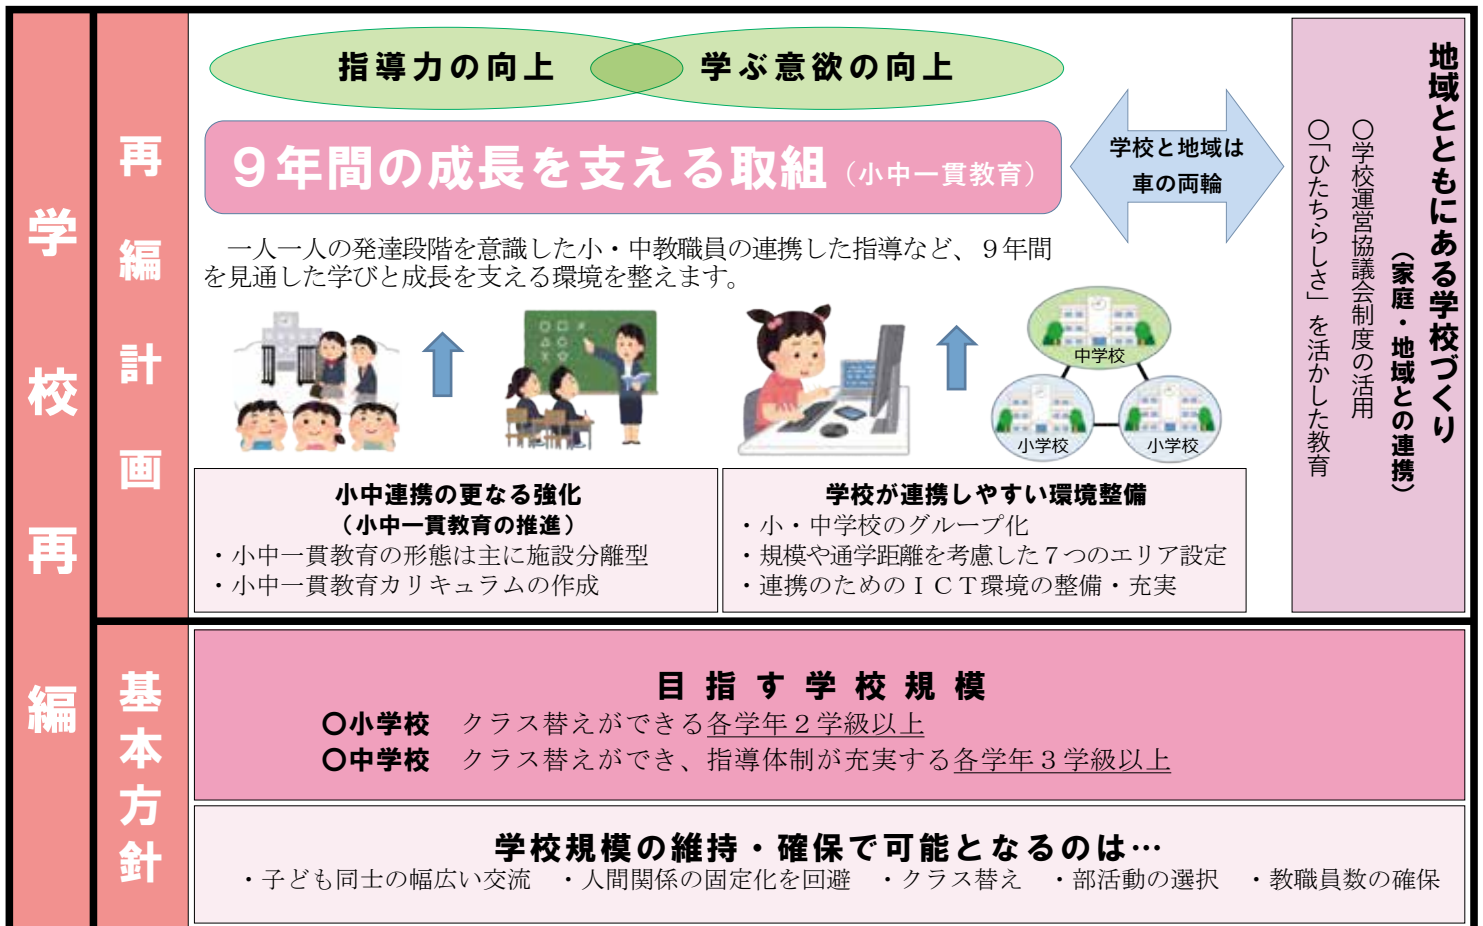 学校再編
再編計画
指導力の向上
学ぶ意欲の向上
９年間の成長を支える取組（小中一貫教育）
一人一人の発達段階を意識した小・中教職員の連携した指導など、９年間
を見通した学びと成長を支える環境を整えます。
中学校
小学校
小学校
小中連携の更なる強化
（小中一貫教育の推進）
・小中一貫教育の形態は主に施設分離型
・小中一貫教育カリキュラムの作成
学校が連携しやすい環境整備
・小・中学校のグループ化
・規模や通学距離を考慮した７つのエリア設定
・連携のためのＩＣＴ環境の整備・充実
学校と地域は
車の両輪
地域とともにある学校づくり
（家庭・地域との連携）
〇学校運営協議会制度の活用
〇「ひたちらしさ」を活かした教育
基本方針
目指す学校規模
〇小学校　クラス替えができる各学年２学級以上
〇中学校　クラス替えができ、指導体制が充実する各学年３学級以上
学校規模の維持・確保で可能となるのは…
・子ども同士の幅広い交流　・人間関係の固定化を回避　・クラス替え　・部活動の選択　・教職員数の確保